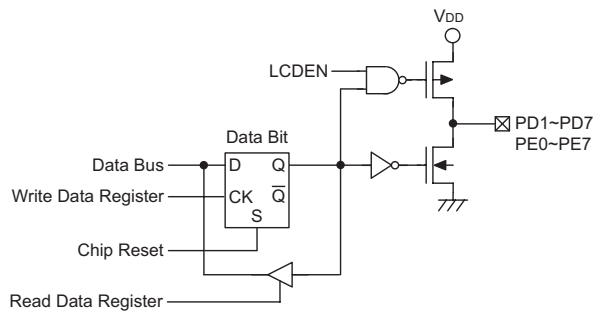 VDD
LCDEN
PD1~PD7
PE0~PE7
Data Bit
Data Bus
D
Q
Write Data Register
CK
Q
S
Chip Reset
Read Data Register